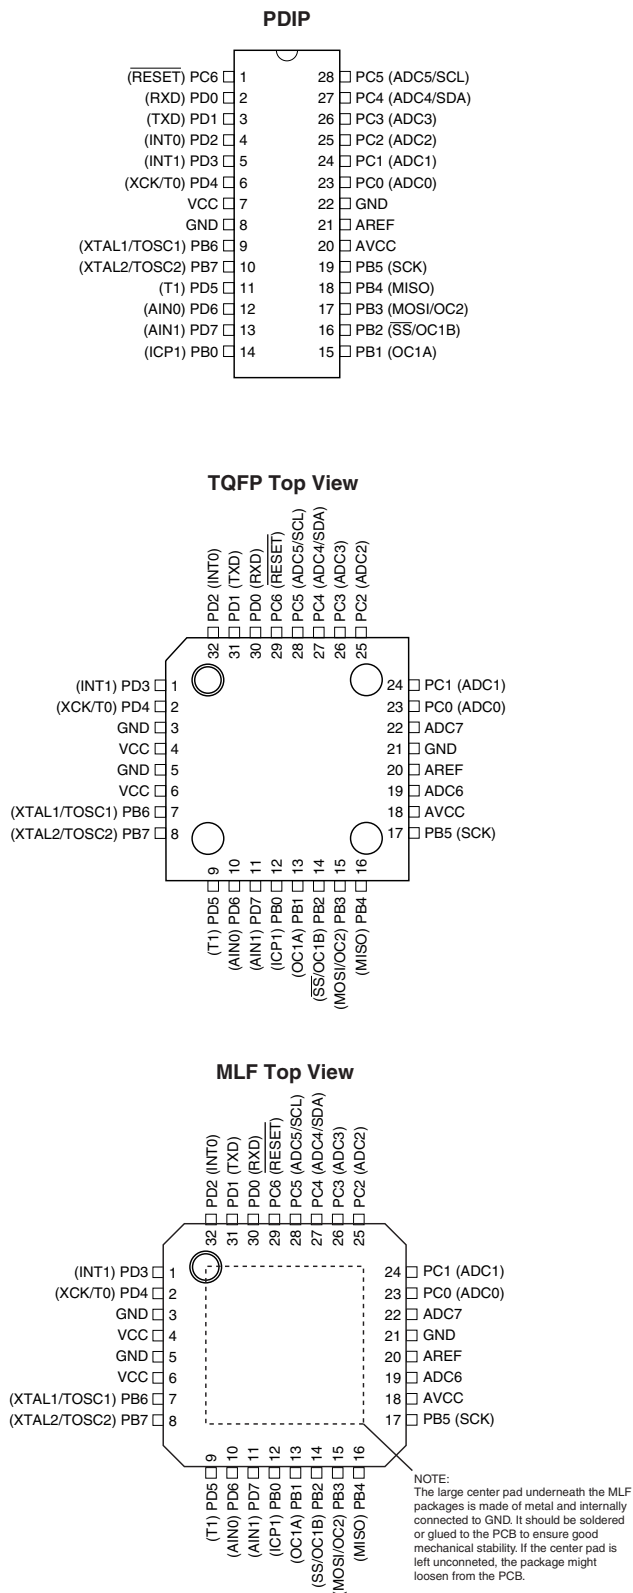 PDIP
(RESET) PC6 1
(RXD) PD0 2
(TXD) PD1 3
(INT0) PD2 4
(INT1) PD3 5
(XCK/T0) PD4 6
VCC 7
GND 8
(XTAL1/TOSC1) PB6 9
(XTAL2/TOSC2) PB7 10
(T1) PD5 11
(AIN0) PD6 12
(AIN1) PD7 13
(ICP1) PB0 14
28 PC5 (ADC5/SCL)
27 PC4 (ADC4/SDA)
26 PC3 (ADC3)
25 PC2 (ADC2)
24 PC1 (ADC1)
23 PC0 (ADC0)
22 GND
21 AREF
20 AVCC
19 PB5 (SCK)
18 PB4 (MISO)
17 PB3 (MOSI/OC2)
16 PB2 (SS/OC1B)
15 PB1 (OC1A)
TQFP Top View
32 PD2 (INT0)
31 PD1 (TXD)
30 PD0 (RXD)
29 PC6 (RESET)
28 PC5 (ADC5/SCL)
27 PC4 (ADC4/SDA)
26 PC3 (ADC3)
25 PC2 (ADC2)
(INT1) PD3 1
(XCK/T0) PD4 2
GND 3
VCC 4
GND 5
VCC 6
(XTAL1/TOSC1) PB6 7
(XTAL2/TOSC2) PB7 8
24 PC1 (ADC1)
23 PC0 (ADC0)
22 ADC7
21 GND
20 AREF
19 ADC6
18 AVCC
17 PB5 (SCK)
(T1) PD5 9
(AIN0) PD6 10
(AIN1) PD7 11
(ICP1) PB0 12
(OC1A) PB1 13
(SS/OC1B) PB2 14
(MOSI/OC2) PB3 15
(MISO) PB4 16
MLF Top View
32 PD2 (INT0)
31 PD1 (TXD)
30 PD0 (RXD)
29 PC6 (RESET)
28 PC5 (ADC5/SCL)
27 PC4 (ADC4/SDA)
26 PC3 (ADC3)
25 PC2 (ADC2)
(INT1) PD3 1
(XCK/T0) PD4 2
GND 3
VCC 4
GND 5
VCC 6
(XTAL1/TOSC1) PB6 7
(XTAL2/TOSC2) PB7 8
24 PC1 (ADC1)
23 PC0 (ADC0)
22 ADC7
21 GND
20 AREF
19 ADC6
18 AVCC
17 PB5 (SCK)
(T1) PD5 9
(AIN0) PD6 10
(AIN1) PD7 11
(ICP1) PB0 12
(OC1A) PB1 13
(SS/OC1B) PB2 14
(MOSI/OC2) PB3 15
(MISO) PB4 16
NOTE:
The large center pad underneath the MLF
packages is made of metal and internally
connected to GND. It should be soldered
or glued to the PCB to ensure good
mechanical stability. If the center pad is
left unconneted, the package might
loosen from the PCB.